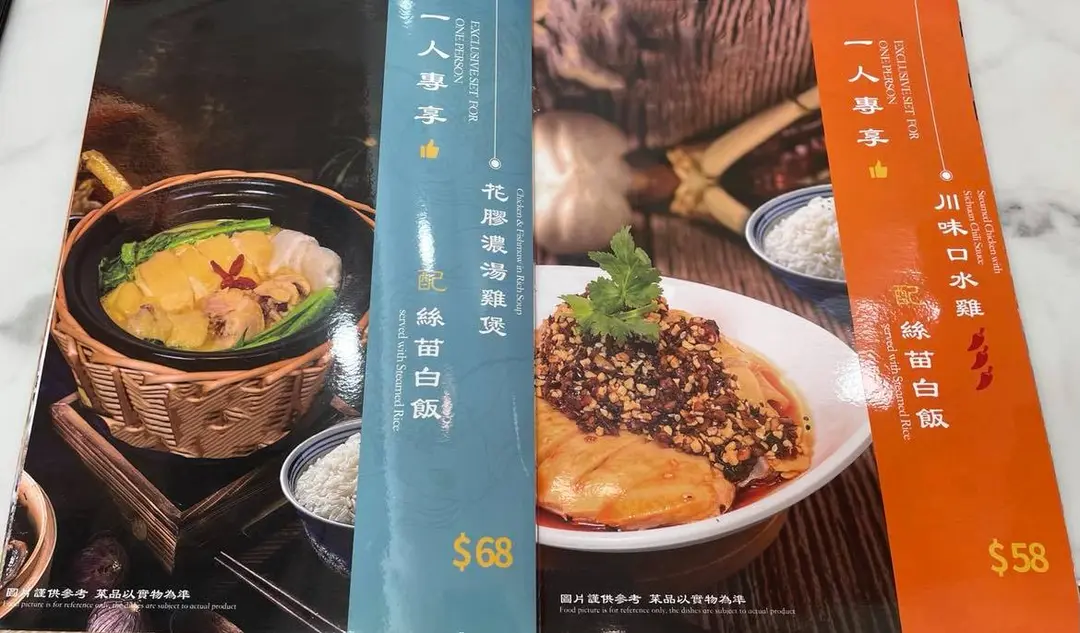 一人專享
EXCLUSIVE SET FOR
ONE PERSON
花膠濃湯雞煲
Chicken & Fishmaw in Rich Soup
配
絲苗白飯
served with Steamed Rice
$68
圖片謹供參考 菜品以實物為準
Food picture is for reference only, the dishes are subject to actual product
一人專享
EXCLUSIVE SET FOR
ONE PERSON
川味口水雞
Steamed Chicken with
Sichuan Chili Sauce
配
絲苗白飯
served with Steamed Rice
$58
圖片謹供參考 菜品以實物為準
Food picture is for reference only, the dishes are subject to actual product